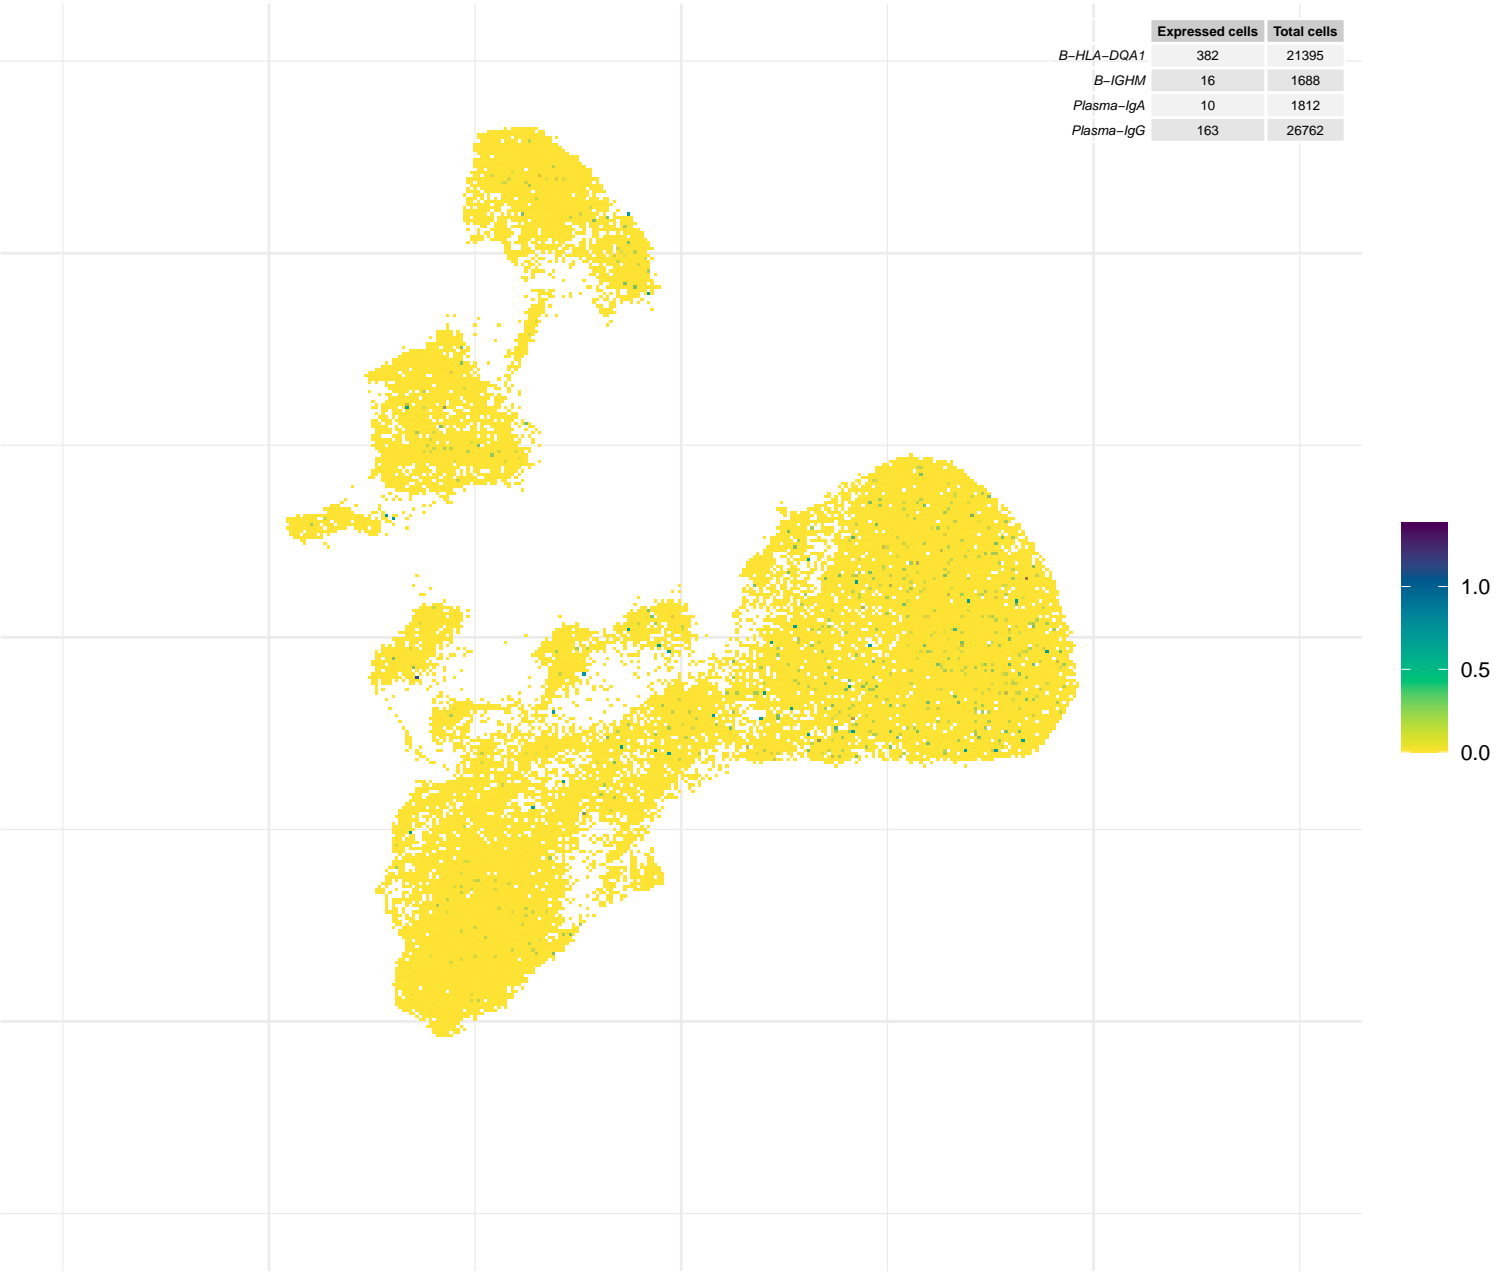 Expressed cells Total cells
B−HLA−DQA1 382 21395
B−IGHM 16 1688
Plasma−IgA 10 1812
Plasma−IgG 163 26762
1.0
0.5
0.0